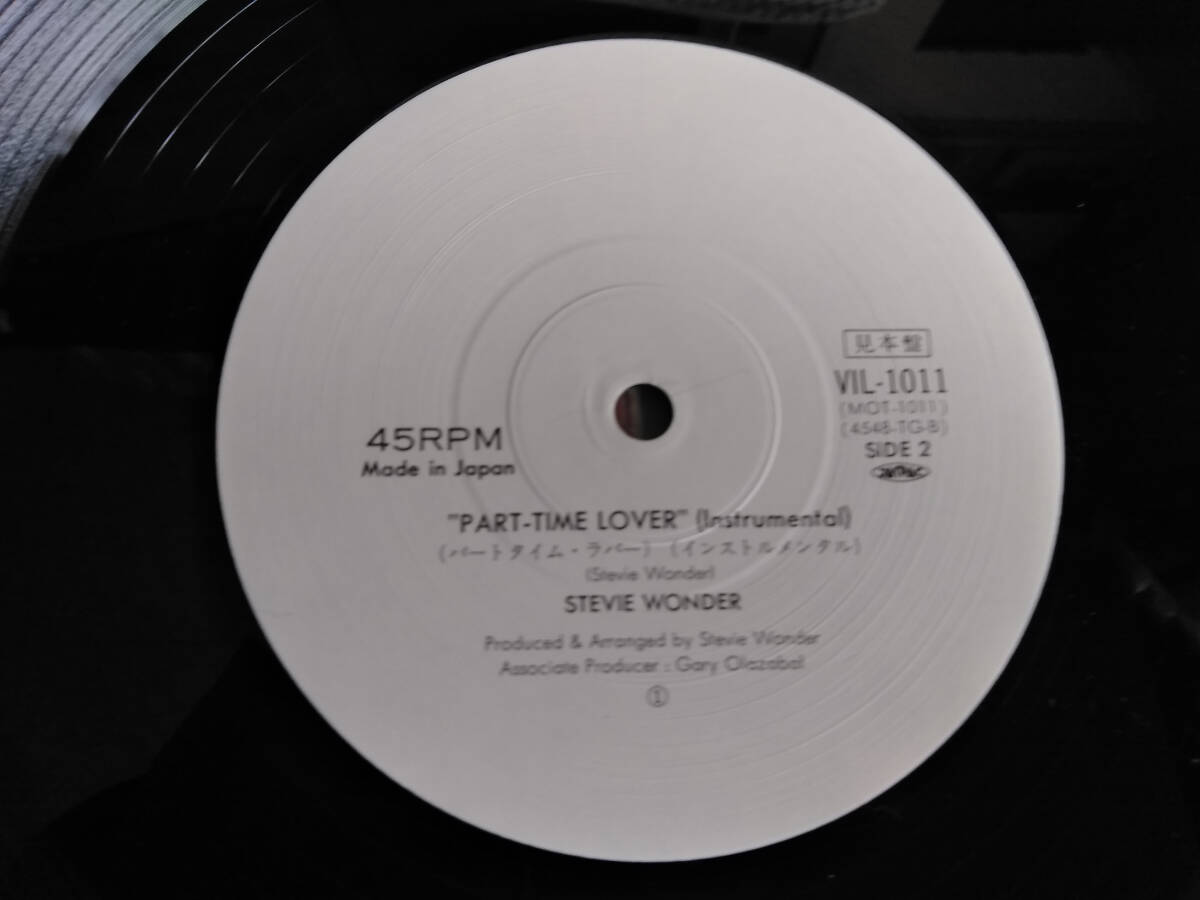 見本盤
VIL-1011
(MOT-1011)
(4548-TG-B)
SIDE 2
45RPM
Made in Japan
"PART-TIME LOVER" (Instrumental)
(パートタイム・ラバー) (インストルメンタル)
(Stevie Wonder)
STEVIE WONDER
Produced & Arranged by Stevie Wonder
Associate Producer : Gary Olazabal
①